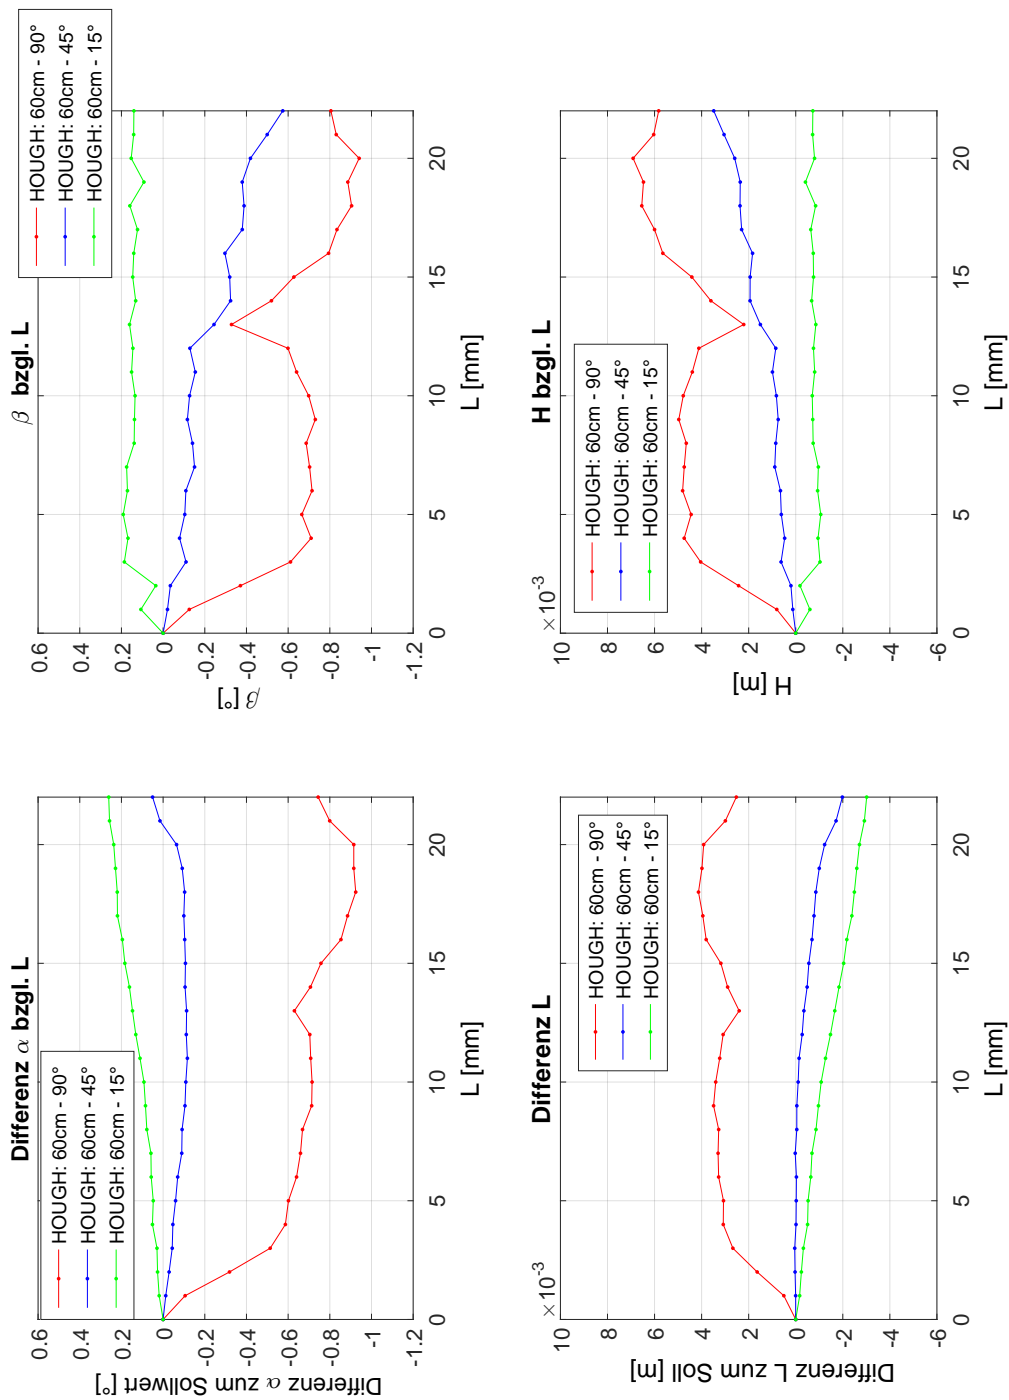 Differenz α bzgl. L
Differenz α zum Sollwert [°]
0.6
0.4
0.2
0
-0.2
-0.4
-0.6
-0.8
-1
-1.2
0
5
10
15
20
L [mm]
HOUGH: 60cm - 90°
HOUGH: 60cm - 45°
HOUGH: 60cm - 15°
β bzgl. L
β [°]
0.6
0.4
0.2
0
-0.2
-0.4
-0.6
-0.8
-1
-1.2
0
5
10
15
20
L [mm]
HOUGH: 60cm - 90°
HOUGH: 60cm - 45°
HOUGH: 60cm - 15°
Differenz L
×10⁻³
Differenz L zum Soll [m]
10
8
6
4
2
0
-2
-4
-6
0
5
10
15
20
L [mm]
HOUGH: 60cm - 90°
HOUGH: 60cm - 45°
HOUGH: 60cm - 15°
H bzgl. L
×10⁻³
H [m]
10
8
6
4
2
0
-2
-4
-6
0
5
10
15
20
L [mm]
HOUGH: 60cm - 90°
HOUGH: 60cm - 45°
HOUGH: 60cm - 15°